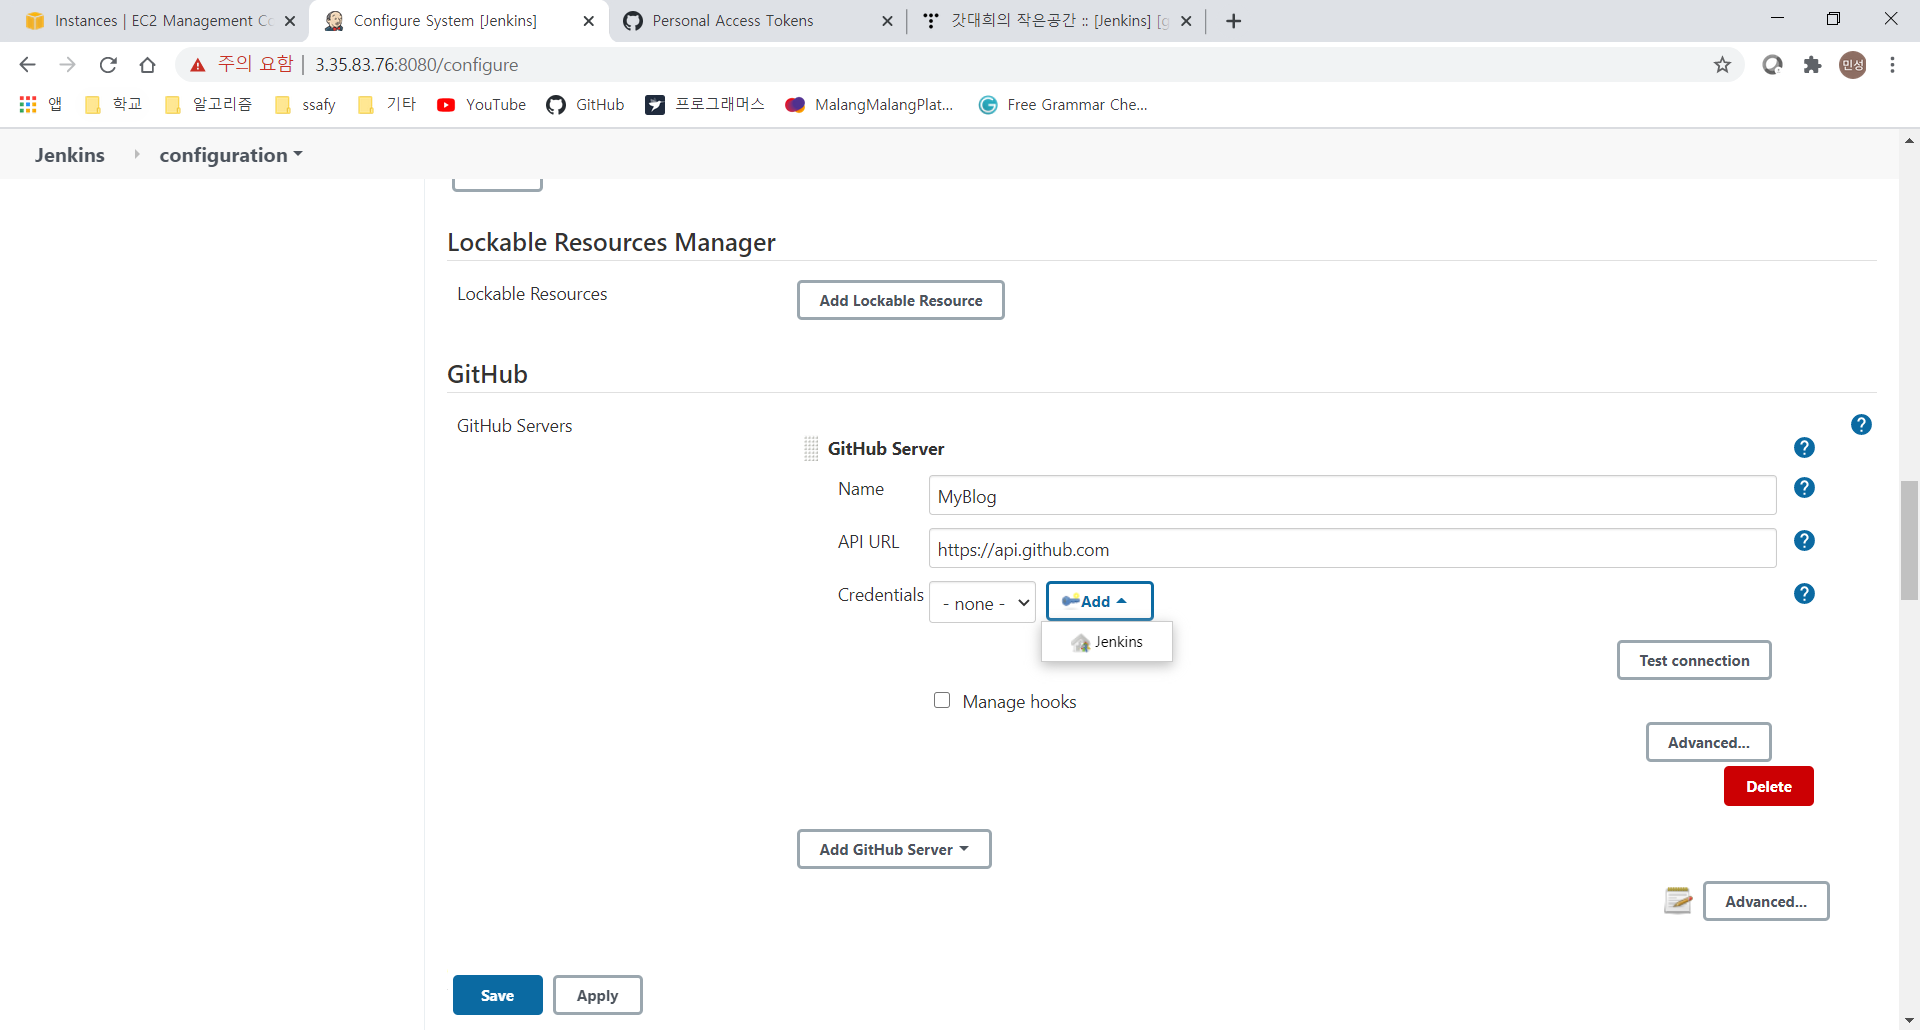 Instances | EC2 Management Co
Configure System [Jenkins]
Personal Access Tokens
갓대희의 작은공간 :: [Jenkins] [g
주의 요함 | 3.35.83.76:8080/configure
민성
앱
학교
알고리즘
ssafy
기타
YouTube
GitHub
프로그래머스
MalangMalangPlat...
Free Grammar Che...
Jenkins
configuration
Lockable Resources Manager
Lockable Resources
Add Lockable Resource
GitHub
GitHub Servers
?
GitHub Server
?
Name
MyBlog
?
API URL
https://api.github.com
?
Credentials
- none -
Add
?
Jenkins
Test connection
Manage hooks
Advanced...
Delete
Add GitHub Server
Advanced...
Save
Apply